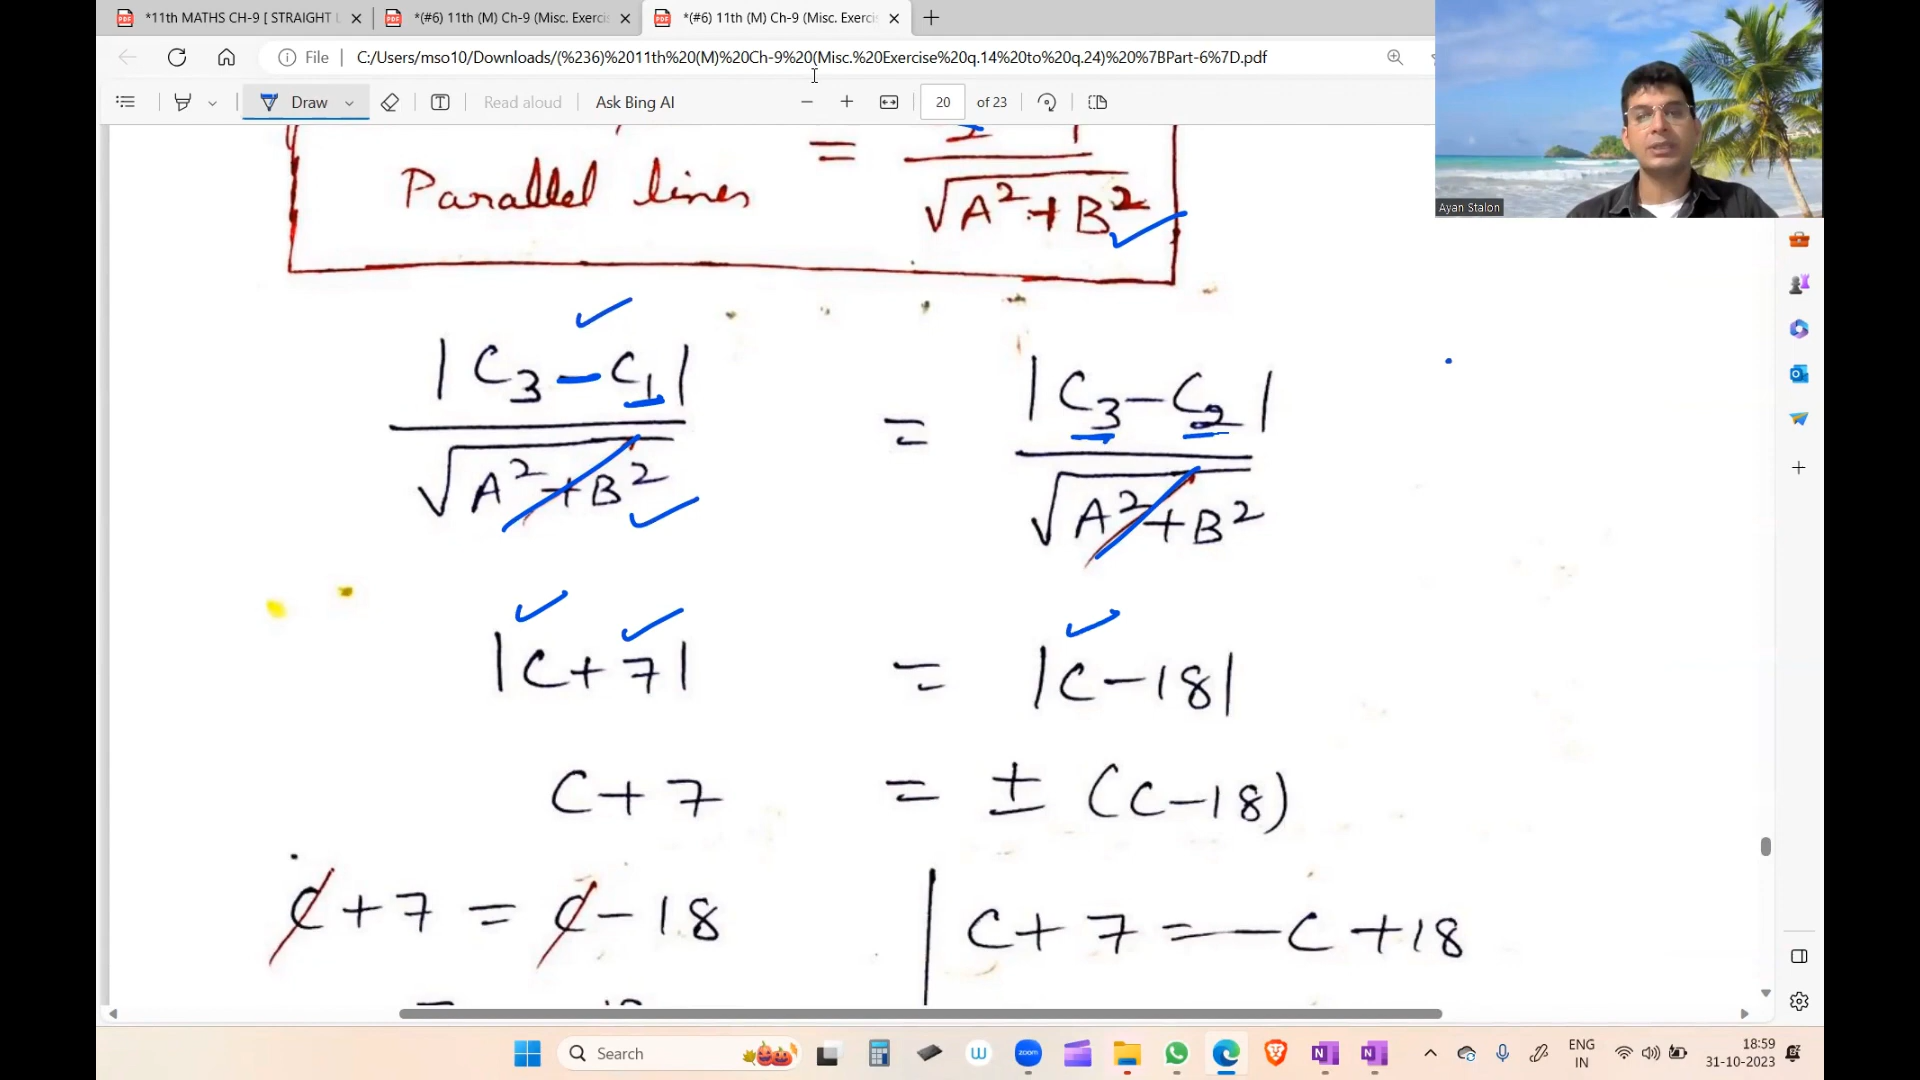 *11th MATHS CH-9 [ STRAIGHT L
*(#6) 11th (M) Ch-9 (Misc. Exercis
*(#6) 11th (M) Ch-9 (Misc. Exercis
File C:/Users/mso10/Downloads/(%236)%2011th%20(M)%20Ch-9%20(Misc.%20Exercise%20q.14%20to%20q.24)%20%7BPart-6%7D.pdf
Draw Read aloud Ask Bing AI 20 of 23
Ayan Stalon
Parallel lines = √A²+B²
|C₃-C₁| / √A²+B² = |C₃-C₂| / √A²+B²
|C+7| = |C-18|
C+7 = ± (C-18)
C+7 = C-18 | C+7 = -C+18
Search
zoom
ENG
IN
18:59
31-10-2023